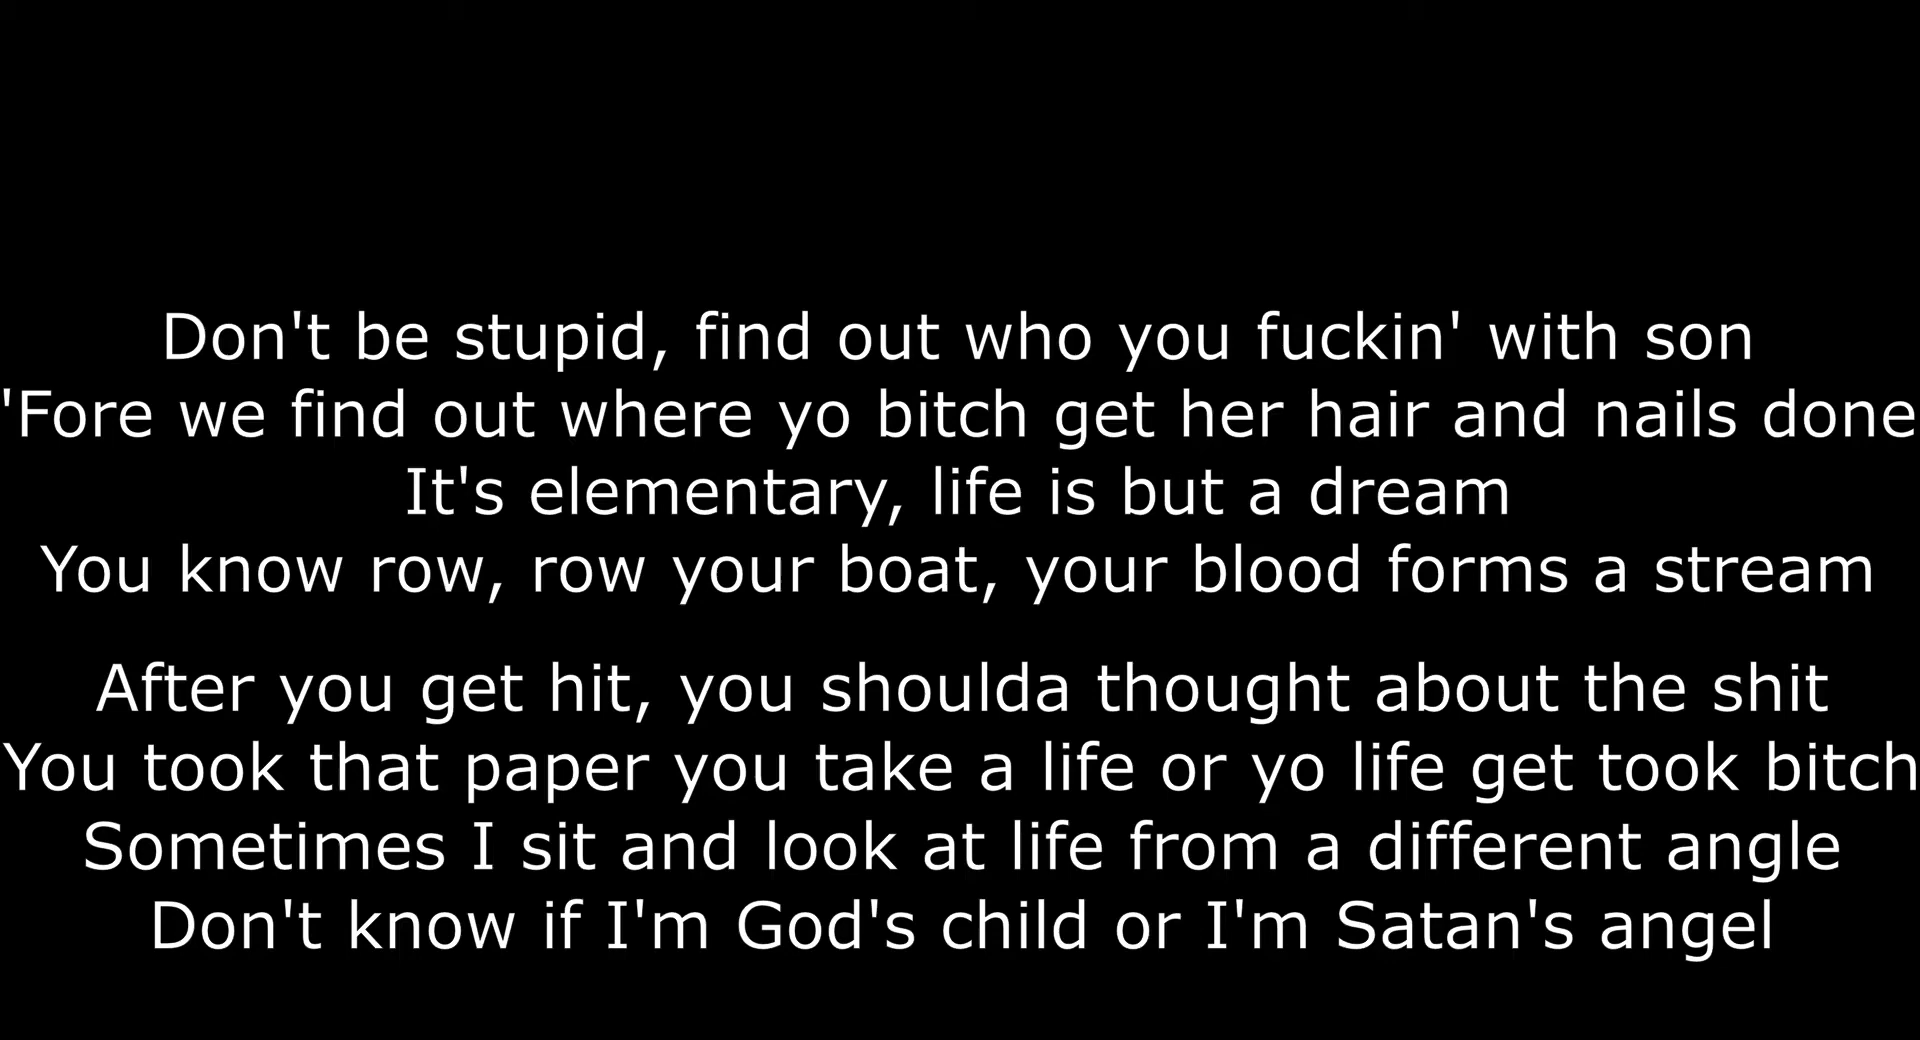 Don't be stupid, find out who you fuckin' with son
'Fore we find out where yo bitch get her hair and nails done
It's elementary, life is but a dream
You know row, row your boat, your blood forms a stream
After you get hit, you shoulda thought about the shit
You took that paper you take a life or yo life get took bitch
Sometimes I sit and look at life from a different angle
Don't know if I'm God's child or I'm Satan's angel